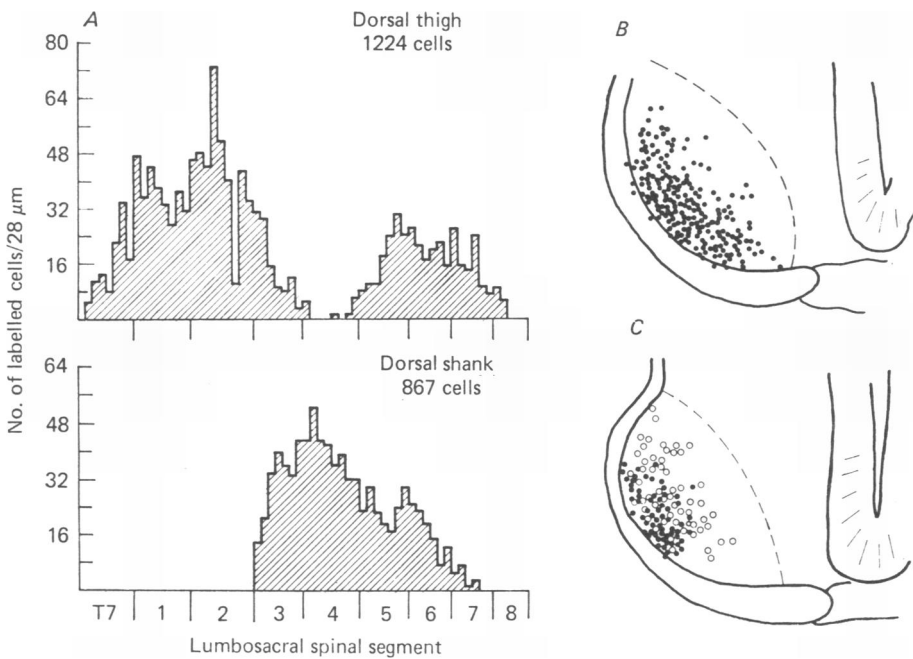 A
Dorsal thigh
1224 cells
80
64
48
32
16
No. of labelled cells/28 μm
Dorsal shank
867 cells
64
48
32
16
T7 1 2 3 4 5 6 7 8
Lumbosacral spinal segment
B
C